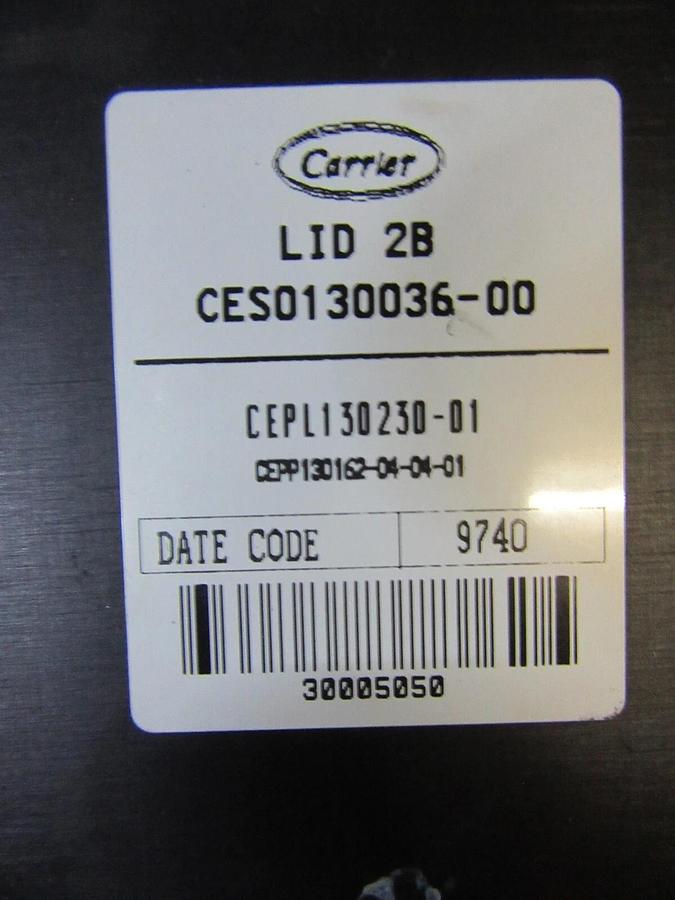 Carrier
LID 2B
CES0130036-00
CEPL130230-01
CEPP130162-04-04-01
DATE CODE 9740
30005050